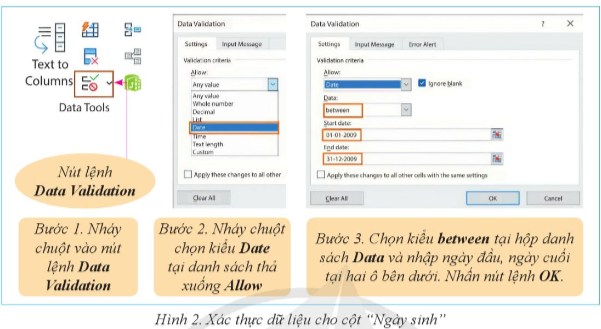 Text to
Columns
Data Tools
Nút lệnh
Data Validation
Data Validation
Settings
Input Message
Validation criteria
Allow:
Any value
Any value
Whole number
Decimal
List
Date
Time
Text length
Custom
Apply these changes to all other
Clear All
Data Validation
?
Settings
Input Message
Error Alert
Validation criteria
Allow:
Date
Ignore blank
Data:
between
Start date:
01-01-2009
End date:
31-12-2009
Apply these changes to all other cells with the same settings
Clear All
OK
Cancel
Bước 1. Nháy
chuột vào nút
lệnh Data
Validation
Bước 2. Nháy chuột
chọn kiểu Date
tại danh sách thả
xuống Allow
Bước 3. Chọn kiểu between tại hộp danh
sách Data và nhập ngày đầu, ngày cuối
tại hai ô bên dưới. Nhấn nút lệnh OK.
Hình 2. Xác thực dữ liệu cho cột “Ngày sinh”